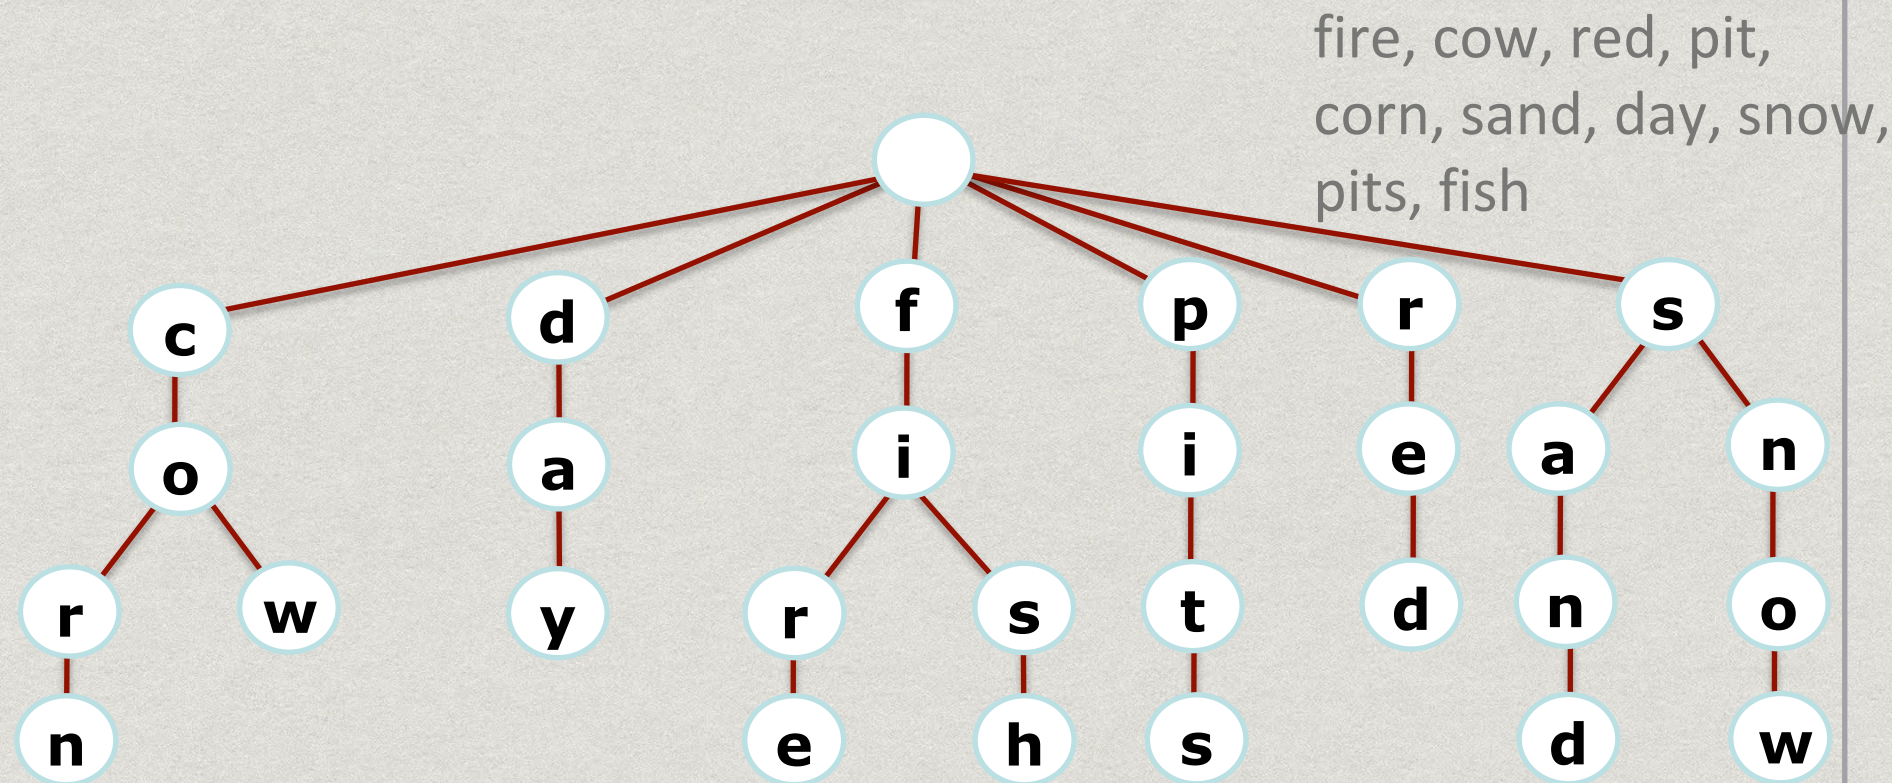 fire, cow, red, pit,
corn, sand, day, snow,
pits, fish
c d f p r s
o a i i e a n
r w y r s t d n o
n e h s d w